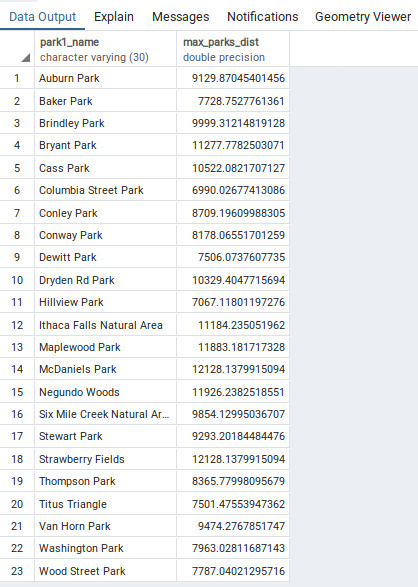 Data Output Explain Messages Notifications Geometry Viewer
park1_name max_parks_dist
character varying (30) double precision
1 Auburn Park 9129.87045401456
2 Baker Park 7728.7527761361
3 Brindley Park 9999.31214819128
4 Bryant Park 11277.7782503071
5 Cass Park 10522.0821707127
6 Columbia Street Park 6990.02677413086
7 Conley Park 8709.19609988305
8 Conway Park 8178.06551701259
9 Dewitt Park 7506.0737607735
10 Dryden Rd Park 10329.4047715694
11 Hillview Park 7067.11801197276
12 Ithaca Falls Natural Area 11184.235051962
13 Maplewood Park 11883.181717328
14 McDaniels Park 12128.1379915094
15 Negundo Woods 11926.2382518551
16 Six Mile Creek Natural Ar... 9854.12995036707
17 Stewart Park 9293.20184484476
18 Strawberry Fields 12128.1379915094
19 Thompson Park 8365.77998095679
20 Titus Triangle 7501.47553947362
21 Van Horn Park 9474.2767851747
22 Washington Park 7963.02811687143
23 Wood Street Park 7787.04021295716